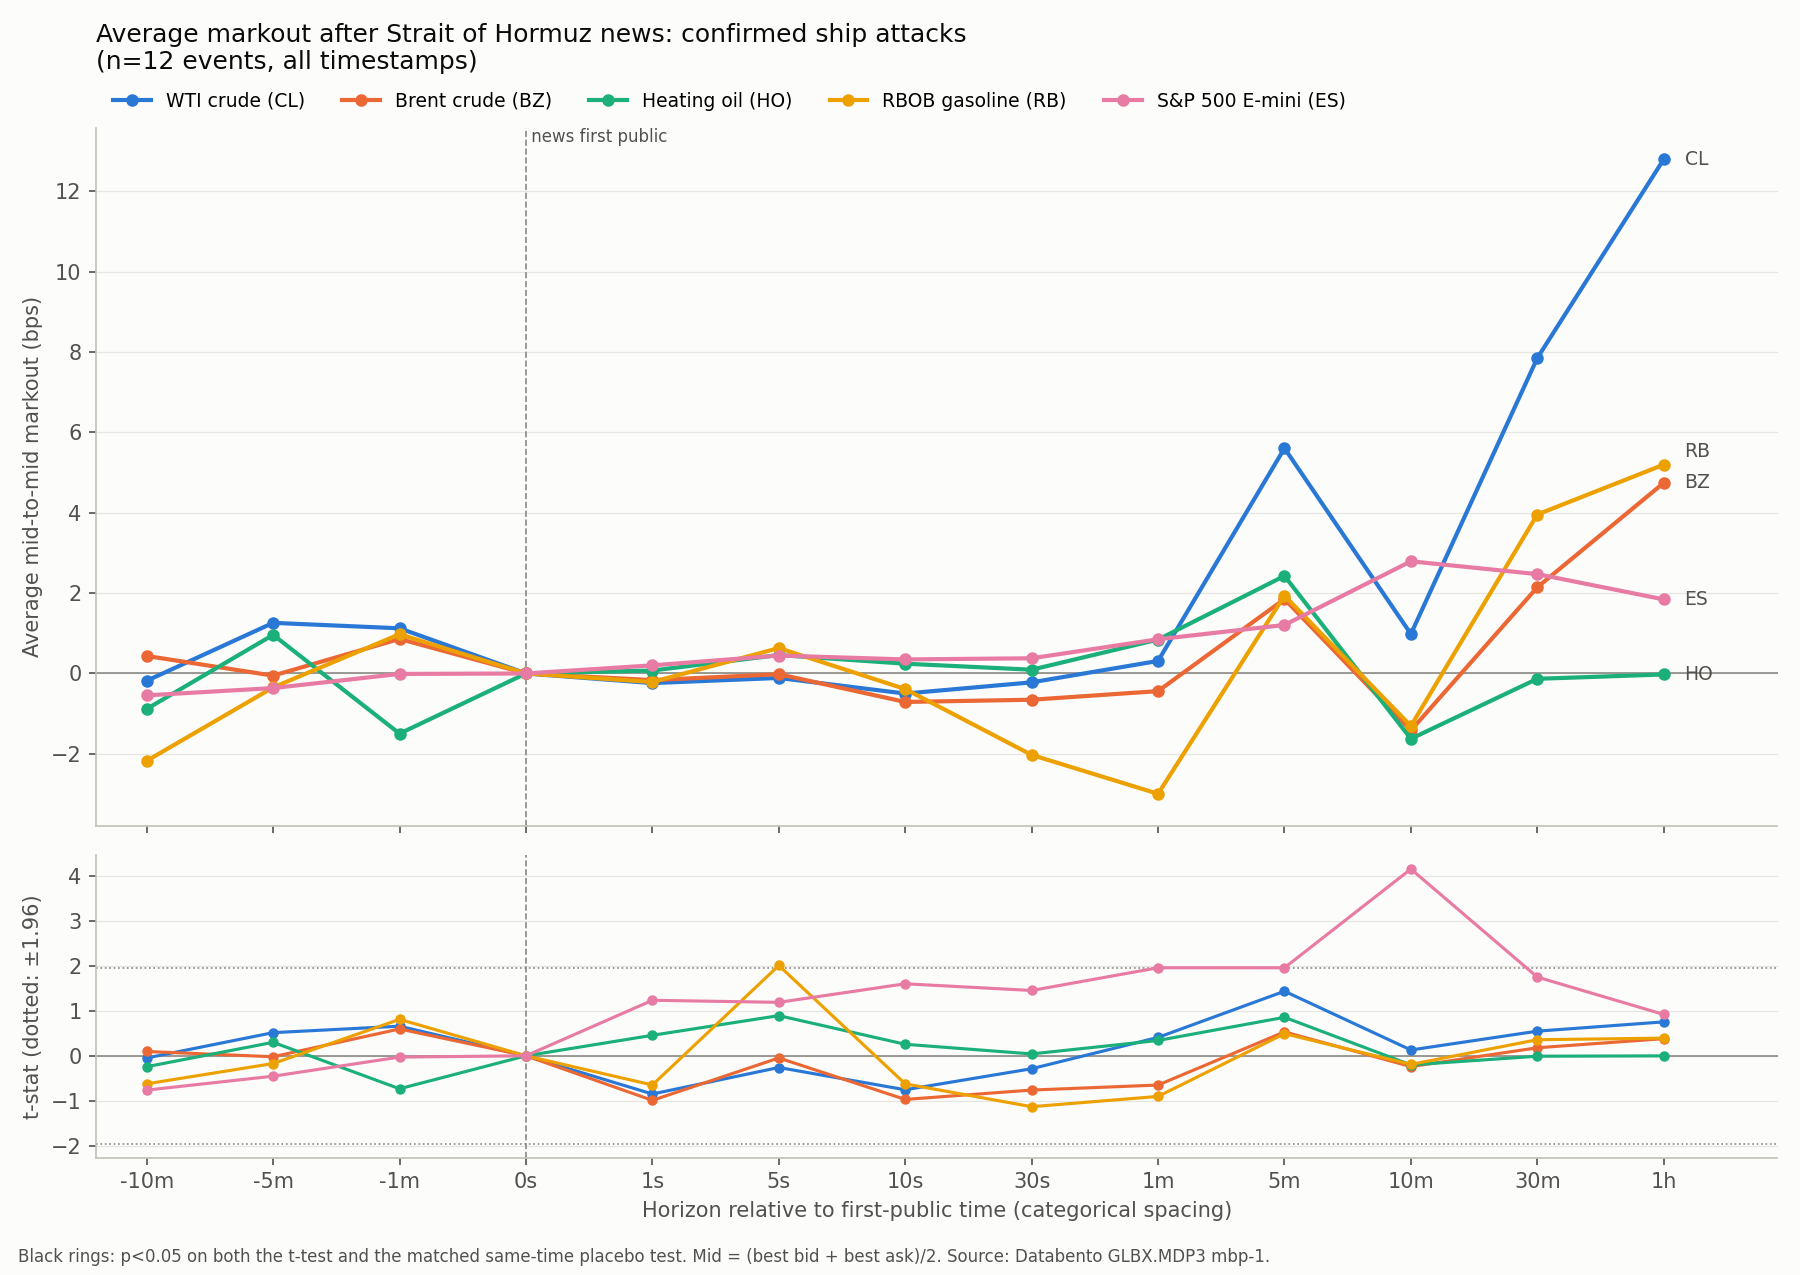 Average markout after Strait of Hormuz news: confirmed ship attacks
(n=12 events, all timestamps)
WTI crude (CL) Brent crude (BZ) Heating oil (HO) RBOB gasoline (RB) S&P 500 E-mini (ES)
news first public
Average mid-to-mid markout (bps)
12
10
8
6
4
2
0
−2
CL
RB
BZ
ES
HO
t-stat (dotted: ±1.96)
4
3
2
1
0
−1
−2
-10m -5m -1m 0s 1s 5s 10s 30s 1m 5m 10m 30m 1h
Horizon relative to first-public time (categorical spacing)
Black rings: p<0.05 on both the t-test and the matched same-time placebo test. Mid = (best bid + best ask)/2. Source: Databento GLBX.MDP3 mbp-1.